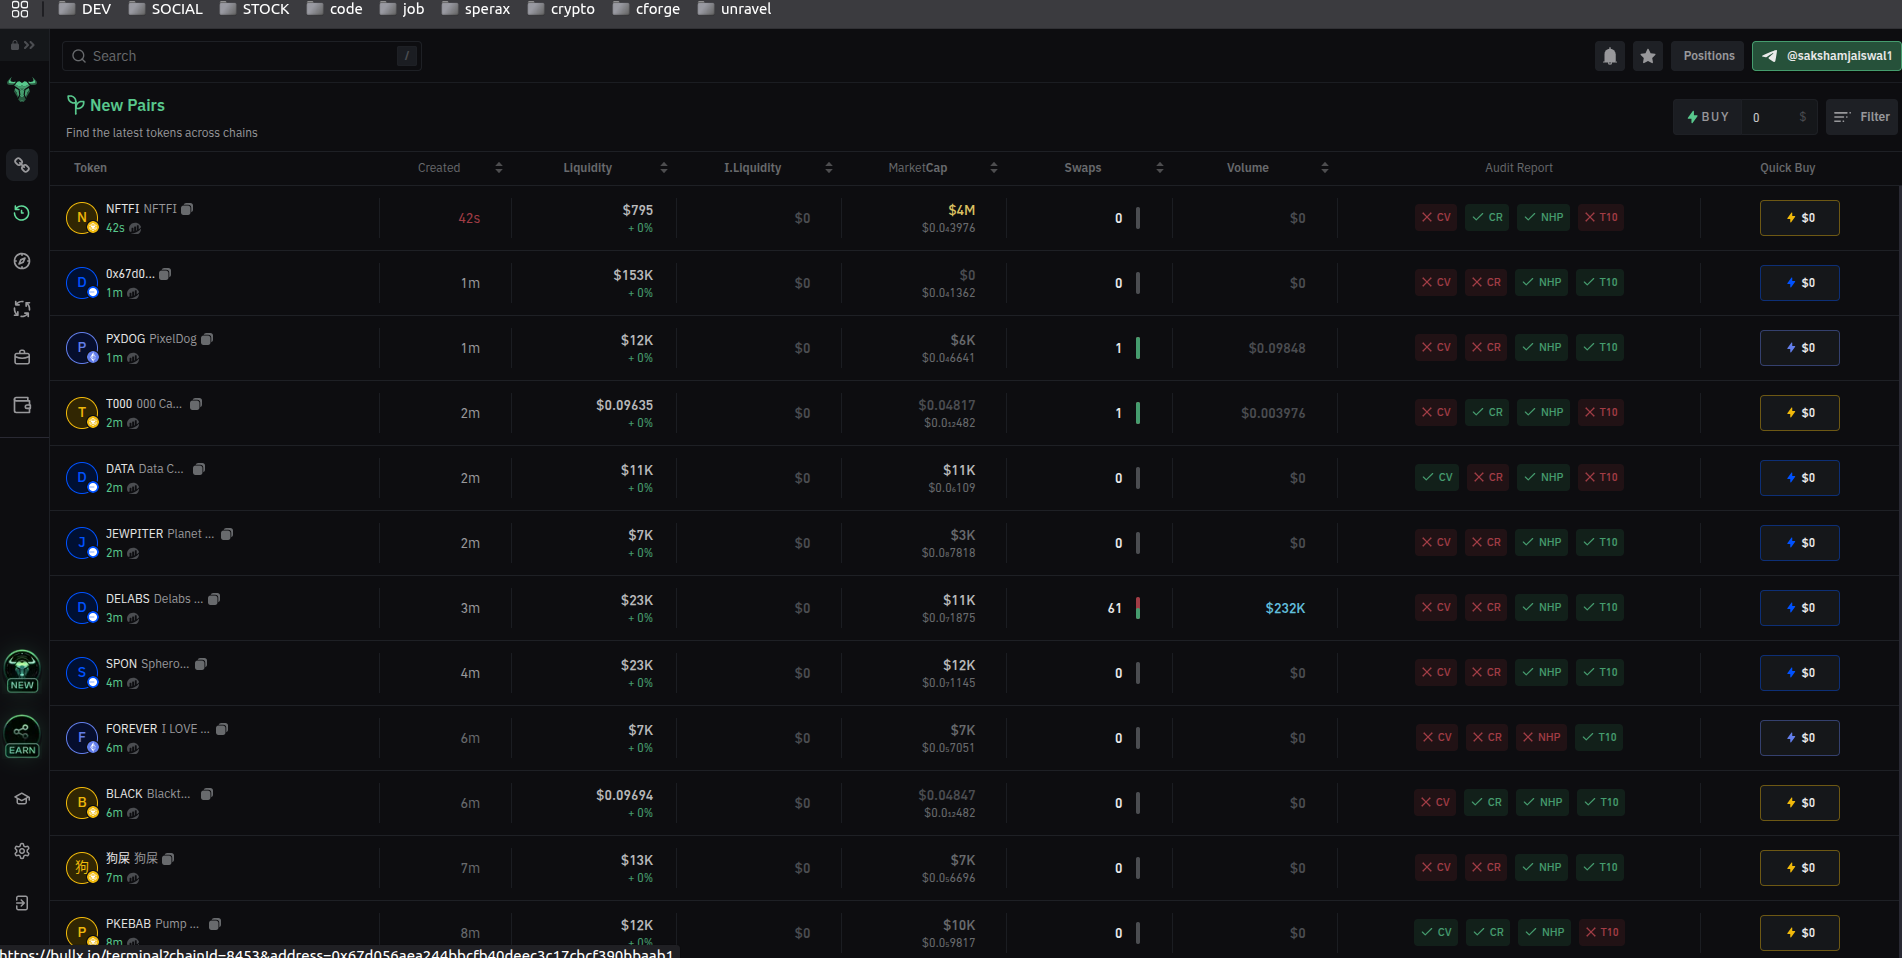 DEV SOCIAL STOCK code job sperax crypto cforge unravel
Search /
Positions @sakshamjaiswal1
New Pairs
Find the latest tokens across chains
BUY 0 $ Filter
Token Created Liquidity I.Liquidity MarketCap Swaps Volume Audit Report Quick Buy
N NFTFI NFTFI 42s $795 $0 $4M 0 $0 CV CR NHP T10 $0
42s + 0% $0.0₄3976
D 0x67d0... 1m $153K $0 $0 0 $0 CV CR NHP T10 $0
1m + 0% $0.0₄1362
P PXDOG PixelDog 1m $12K $0 $6K 1 $0.09848 CV CR NHP T10 $0
1m + 0% $0.0₄6641
T T000 000 Ca... 2m $0.09635 $0 $0.04817 1 $0.003976 CV CR NHP T10 $0
2m + 0% $0.0₁₂482
D DATA Data C... 2m $11K $0 $11K 0 $0 CV CR NHP T10 $0
2m + 0% $0.0₆109
J JEWPITER Planet ... 2m $7K $0 $3K 0 $0 CV CR NHP T10 $0
2m + 0% $0.0₈7818
D DELABS Delabs ... 3m $23K $0 $11K 61 $232K CV CR NHP T10 $0
3m + 0% $0.0₇1875
S SPON Sphero... 4m $23K $0 $12K 0 $0 CV CR NHP T10 $0
4m + 0% $0.0₇1145
F FOREVER I LOVE ... 6m $7K $0 $7K 0 $0 CV CR NHP T10 $0
6m + 0% $0.0₅7051
B BLACK Blackt... 6m $0.09694 $0 $0.04847 0 $0 CV CR NHP T10 $0
6m + 0% $0.0₁₂482
狗 狗屎 狗屎 7m $13K $0 $7K 0 $0 CV CR NHP T10 $0
7m + 0% $0.0₅6696
P PKEBAB Pump ... 8m $12K $0 $10K 0 $0 CV CR NHP T10 $0
8m + 0% $0.0₅9817
NEW
EARN
https://bullx.io/terminal?chainId=8453&address=0x67d056aea244bbcfb40deec3c17cbcf390bbaab1